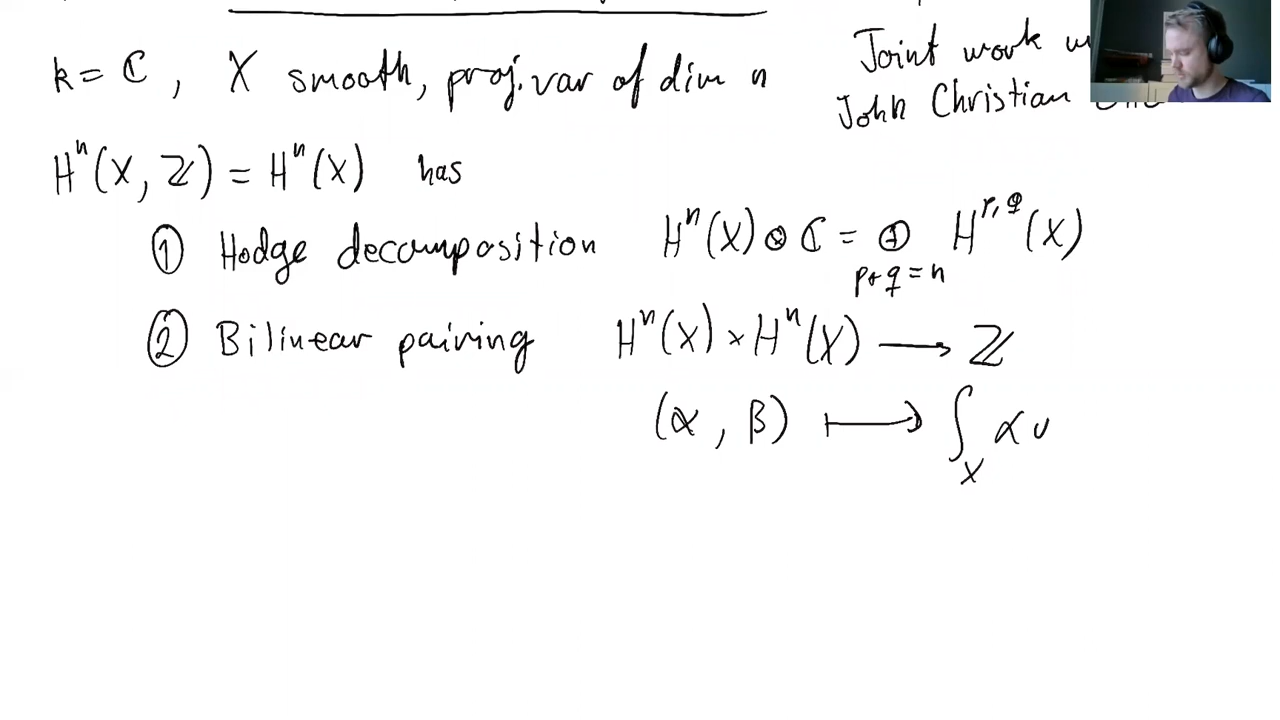 k = ℂ , X smooth, proj. var of dim n
Joint work
John Christian
Hⁿ(X, ℤ) = Hⁿ(X) has
① Hodge decomposition Hⁿ(X) ⊗ ℂ = ⊕ H^{p,q}(X)
p+q=n
② Bilinear pairing Hⁿ(X) × Hⁿ(X) ⟶ ℤ
(α , β) ⟼ ∫_X α ∪